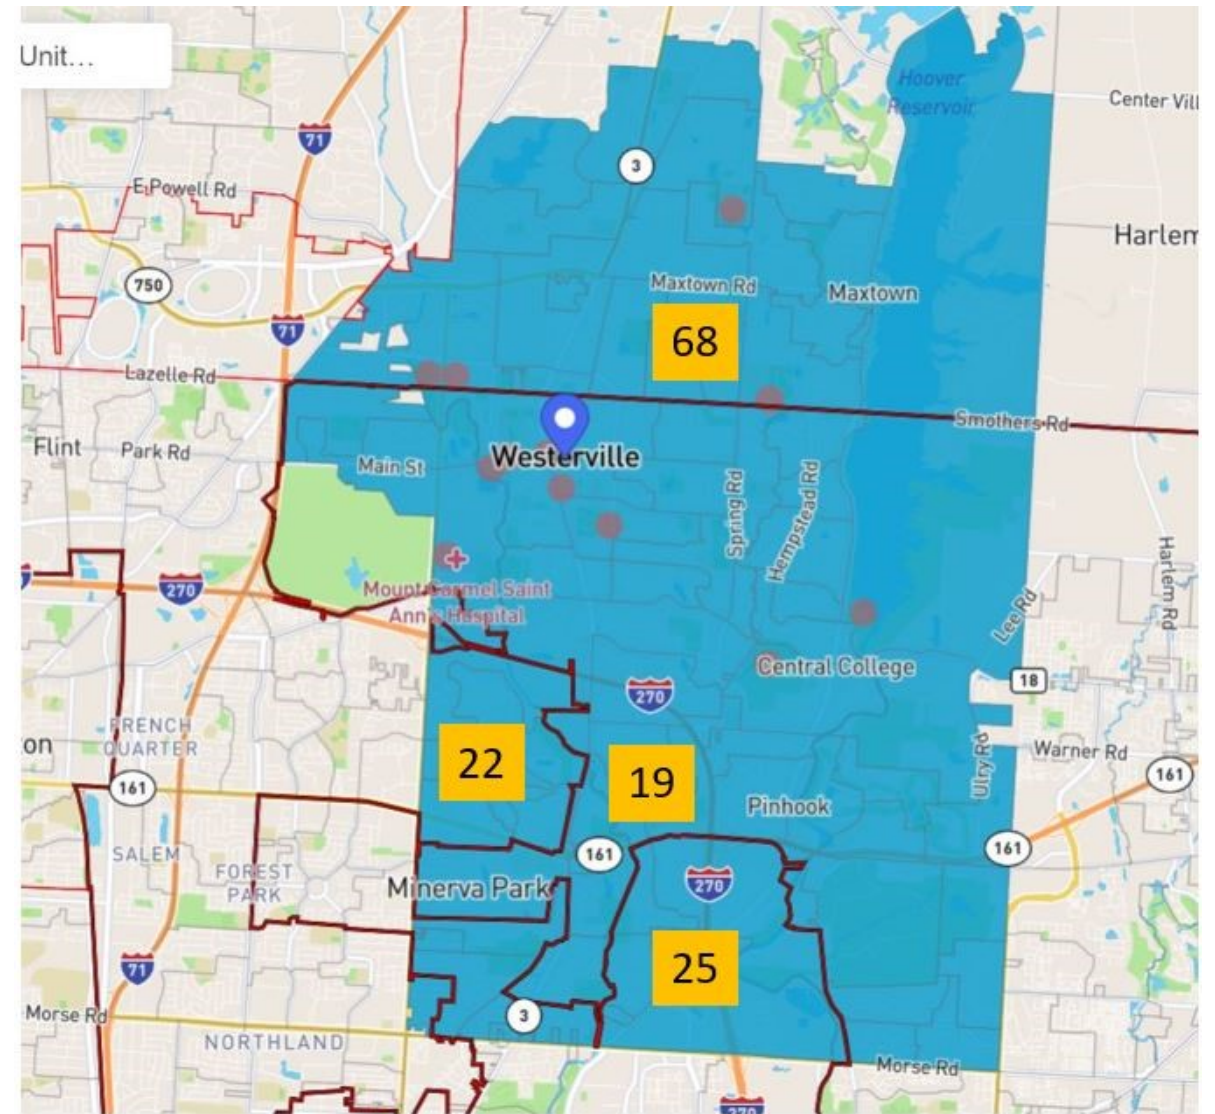 Unit...
71
Hoover
Reservoir
Center Vill
3
E Powell Rd
Harlem
750
Maxtown Rd
Maxtown
71
68
Lazelle Rd
Smothers Rd
Flint
Park Rd
Main St
Westerville
Spring Rd
Hempstead Rd
Harlem Rd
270
Mount Carmel Saint
Ann's Hospital
Lee Rd
Central College
18
270
FRENCH
QUARTER
on
22
19
Ulry Rd
Warner Rd
161
161
Pinhook
SALEM
161
161
FOREST
PARK
Minerva Park
270
71
25
Morse Rd
3
NORTHLAND
Morse Rd
270